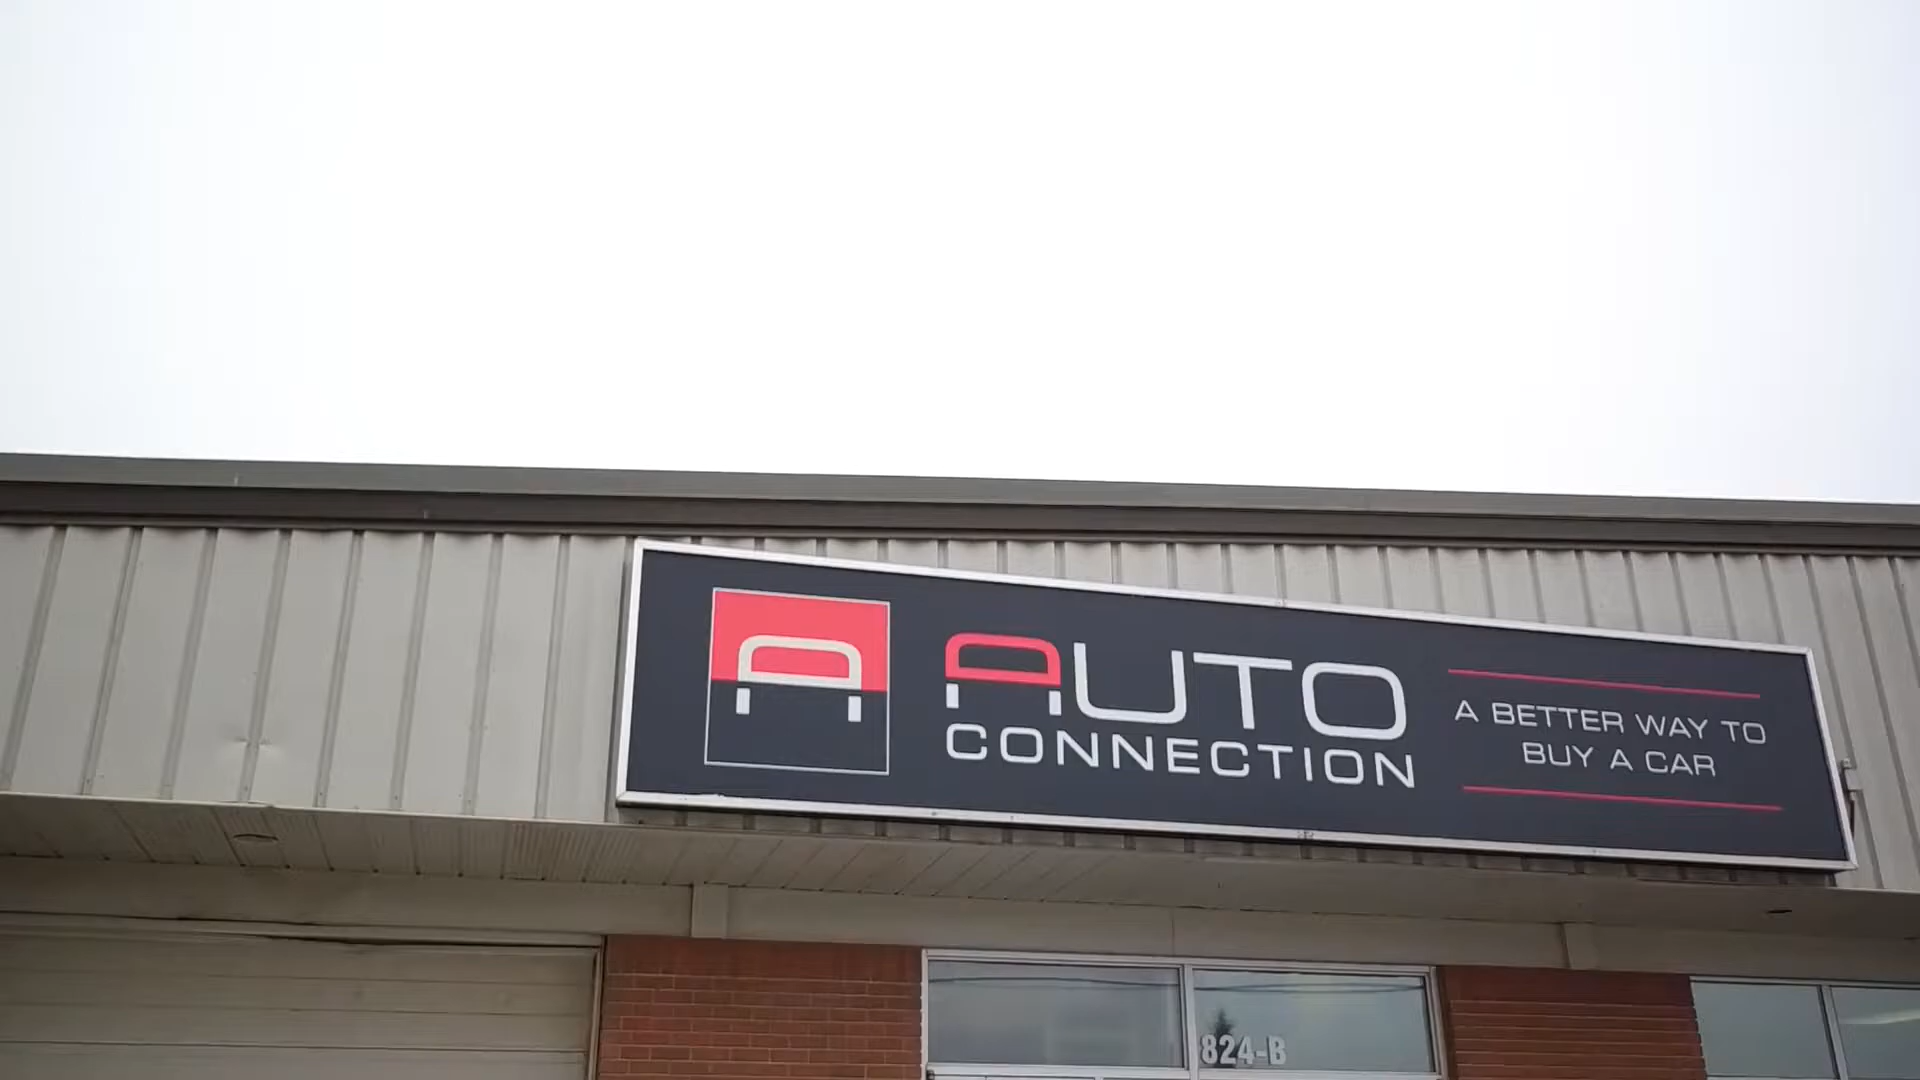 AUTO
CONNECTION
A BETTER WAY TO
BUY A CAR
824-B